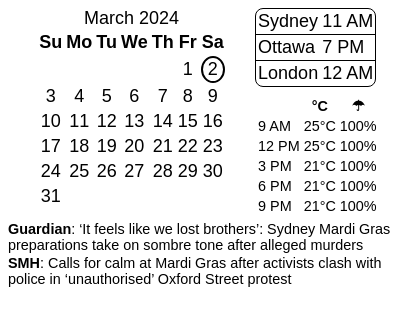 March 2024
Su Mo Tu We Th Fr Sa
1 2
3 4 5 6 7 8 9
10 11 12 13 14 15 16
17 18 19 20 21 22 23
24 25 26 27 28 29 30
31
Sydney 11 AM
Ottawa 7 PM
London 12 AM
°C ☂
9 AM 25°C 100%
12 PM 25°C 100%
3 PM 21°C 100%
6 PM 21°C 100%
9 PM 21°C 100%
Guardian: ‘It feels like we lost brothers’: Sydney Mardi Gras
preparations take on sombre tone after alleged murders
SMH: Calls for calm at Mardi Gras after activists clash with
police in ‘unauthorised’ Oxford Street protest